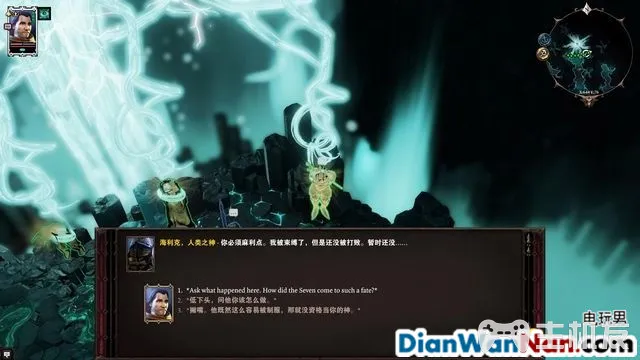 海利克，人类之神 - 你必须麻利点。我被束缚了，但是还没被打败。暂时还没……
1. *Ask what happened here. How did the Seven come to such a fate?*
2. *低下头，问他你该怎么做。*
3. *撇嘴。他既然这么容易被制服，那就没资格当你的神。*
电玩男
DianWanNan.com